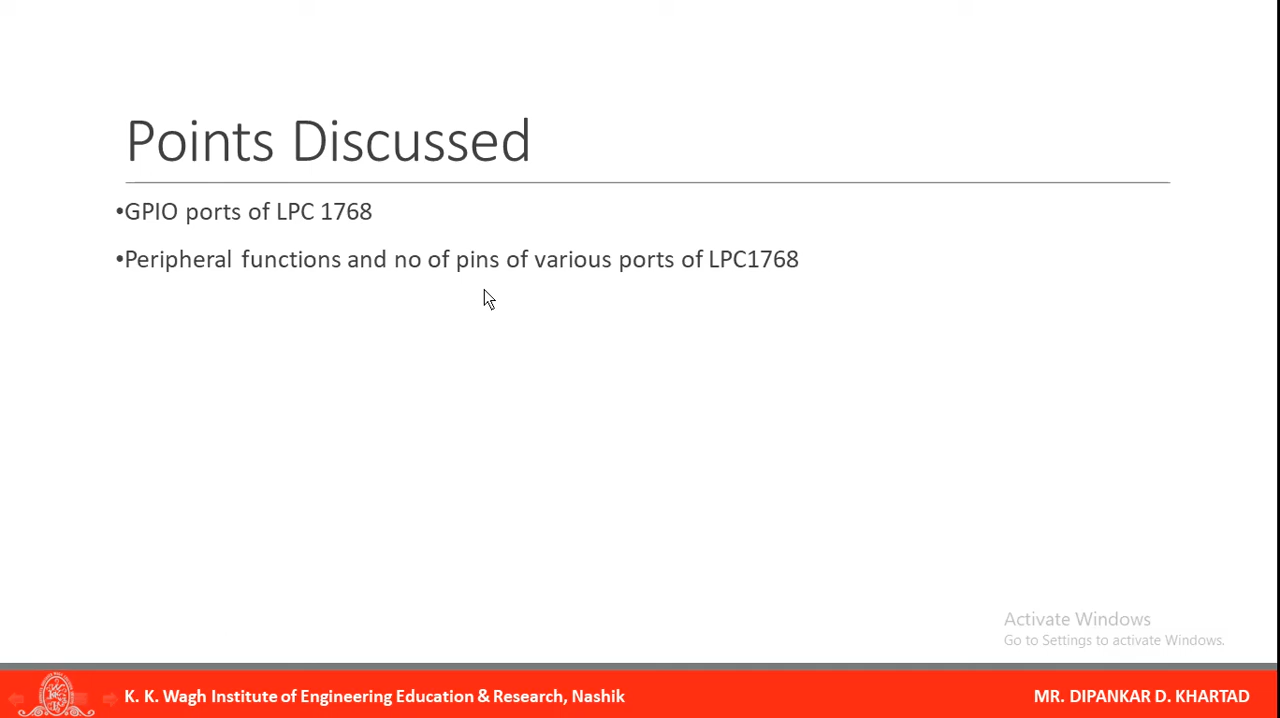 Points Discussed
•GPIO ports of LPC 1768
•Peripheral functions and no of pins of various ports of LPC1768
Activate Windows
Go to Settings to activate Windows.
K. K. Wagh Institute of Engineering Education & Research, Nashik
MR. DIPANKAR D. KHARTAD